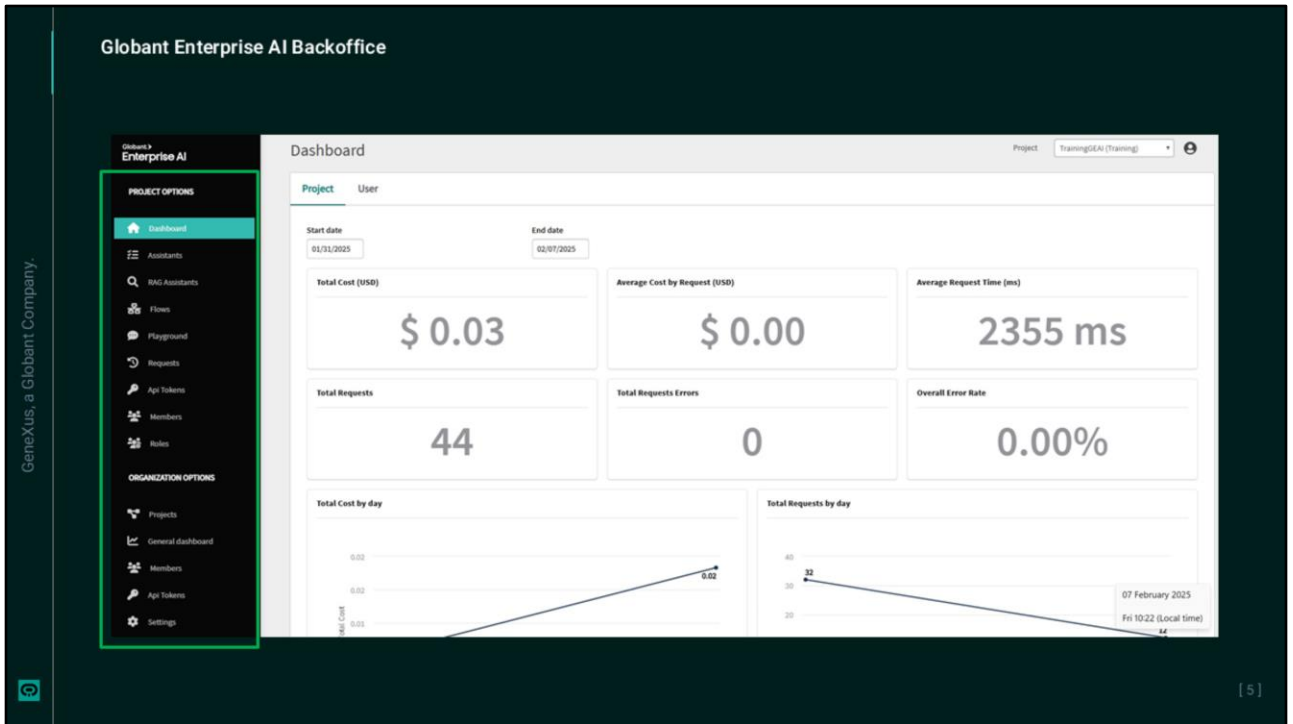 Globant Enterprise AI Backoffice
GeneXus, a Globant Company.
Globant>
Enterprise AI
PROJECT OPTIONS
Dashboard
Assistants
RAG Assistants
Flows
Playground
Requests
Api Tokens
Members
Roles
ORGANIZATION OPTIONS
Projects
General dashboard
Members
Api Tokens
Settings
Dashboard
Project
TrainingGEAI (Training)
Project User
Start date End date
01/31/2025 02/07/2025
Total Cost (USD)
$ 0.03
Average Cost by Request (USD)
$ 0.00
Average Request Time (ms)
2355 ms
Total Requests
44
Total Requests Errors
0
Overall Error Rate
0.00%
Total Cost by day
0.02
0.02
0.01
0.02
Total Requests by day
40
30
20
32
12
07 February 2025
Fri 10:22 (Local time)
[ 5 ]